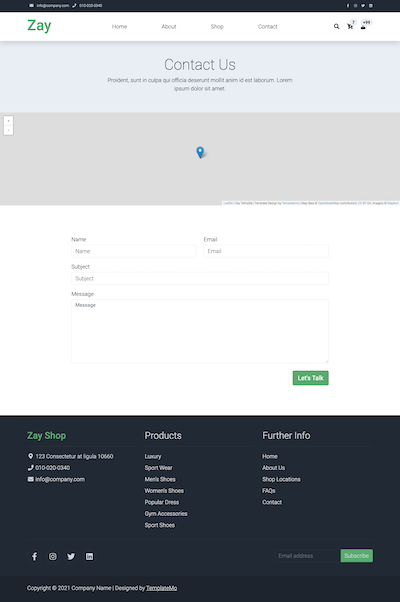 info@company.com 010-020-0340
Zay
Home About Shop Contact
7 +99
Contact Us
Proident, sunt in culpa qui officia deserunt mollit anim id est laborum. Lorem
ipsum dolor sit amet.
+
-
Name Email
Name Email
Subject
Subject
Message
Message
Let's Talk
Zay Shop
123 Consectetur at ligula 10660
010-020-0340
info@company.com
Products
Luxury
Sport Wear
Men's Shoes
Women's Shoes
Popular Dress
Gym Accessories
Sport Shoes
Further Info
Home
About Us
Shop Locations
FAQs
Contact
Email address Subscribe
Copyright © 2021 Company Name | Designed by TemplateMo